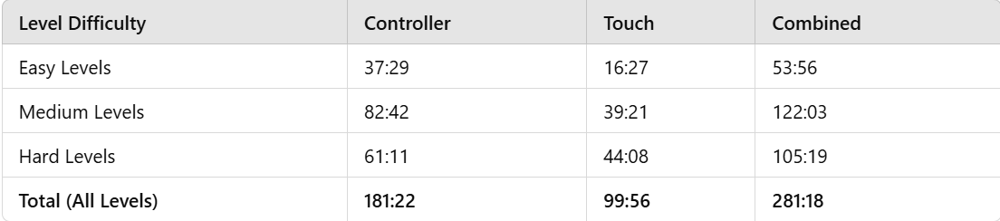 Level Difficulty Controller Touch Combined
Easy Levels 37:29 16:27 53:56
Medium Levels 82:42 39:21 122:03
Hard Levels 61:11 44:08 105:19
Total (All Levels) 181:22 99:56 281:18